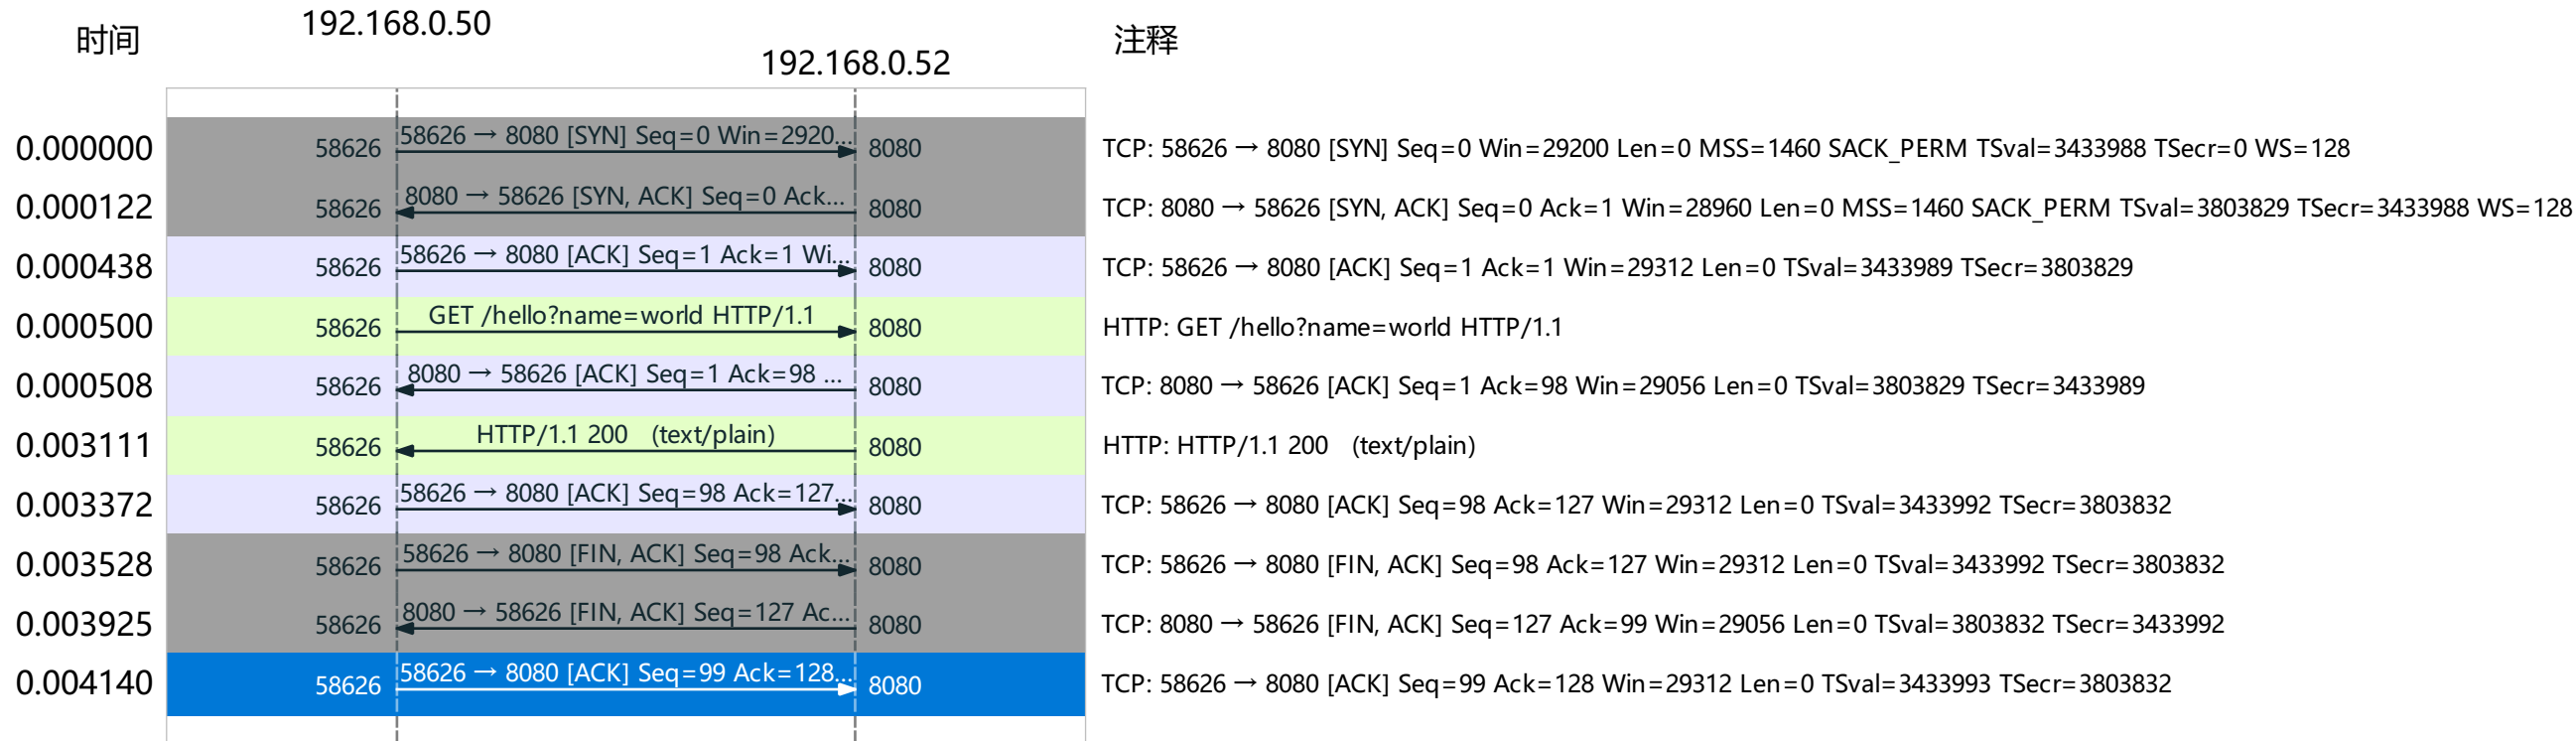 时间
192.168.0.50
192.168.0.52
注释
0.000000 58626 58626 → 8080 [SYN] Seq=0 Win=2920... 8080 TCP: 58626 → 8080 [SYN] Seq=0 Win=29200 Len=0 MSS=1460 SACK_PERM TSval=3433988 TSecr=0 WS=128
0.000122 58626 8080 → 58626 [SYN, ACK] Seq=0 Ack... 8080 TCP: 8080 → 58626 [SYN, ACK] Seq=0 Ack=1 Win=28960 Len=0 MSS=1460 SACK_PERM TSval=3803829 TSecr=3433988 WS=128
0.000438 58626 58626 → 8080 [ACK] Seq=1 Ack=1 Wi... 8080 TCP: 58626 → 8080 [ACK] Seq=1 Ack=1 Win=29312 Len=0 TSval=3433989 TSecr=3803829
0.000500 58626 GET /hello?name=world HTTP/1.1 8080 HTTP: GET /hello?name=world HTTP/1.1
0.000508 58626 8080 → 58626 [ACK] Seq=1 Ack=98 ... 8080 TCP: 8080 → 58626 [ACK] Seq=1 Ack=98 Win=29056 Len=0 TSval=3803829 TSecr=3433989
0.003111 58626 HTTP/1.1 200 (text/plain) 8080 HTTP: HTTP/1.1 200 (text/plain)
0.003372 58626 58626 → 8080 [ACK] Seq=98 Ack=127... 8080 TCP: 58626 → 8080 [ACK] Seq=98 Ack=127 Win=29312 Len=0 TSval=3433992 TSecr=3803832
0.003528 58626 58626 → 8080 [FIN, ACK] Seq=98 Ack... 8080 TCP: 58626 → 8080 [FIN, ACK] Seq=98 Ack=127 Win=29312 Len=0 TSval=3433992 TSecr=3803832
0.003925 58626 8080 → 58626 [FIN, ACK] Seq=127 Ac... 8080 TCP: 8080 → 58626 [FIN, ACK] Seq=127 Ack=99 Win=29056 Len=0 TSval=3803832 TSecr=3433992
0.004140 58626 58626 → 8080 [ACK] Seq=99 Ack=128... 8080 TCP: 58626 → 8080 [ACK] Seq=99 Ack=128 Win=29312 Len=0 TSval=3433993 TSecr=3803832